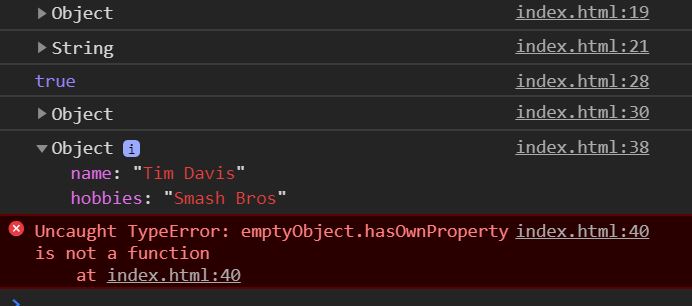 Object index.html:19
String index.html:21
true index.html:28
Object index.html:30
Object i index.html:38
name: "Tim Davis"
hobbies: "Smash Bros"
Uncaught TypeError: emptyObject.hasOwnProperty index.html:40
is not a function
at index.html:40